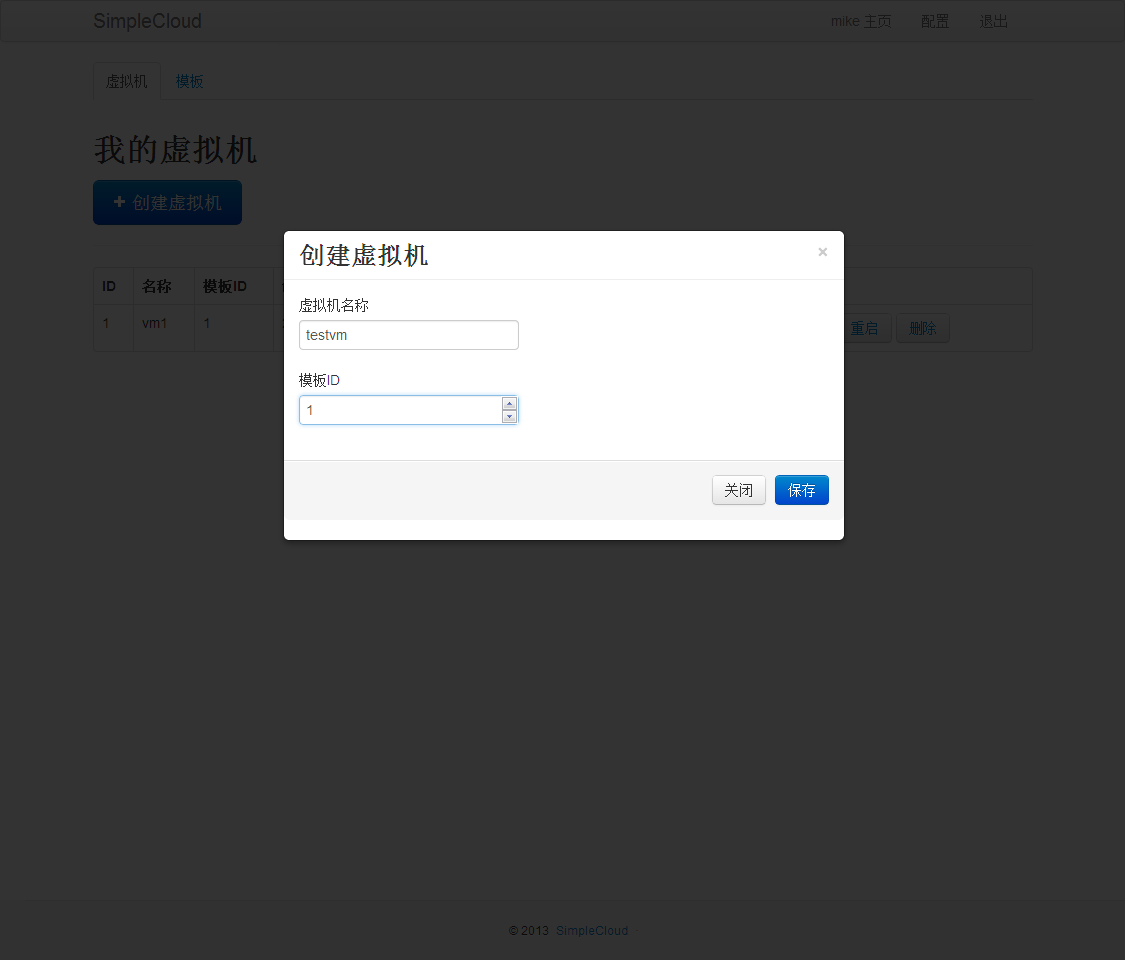 SimpleCloud mike 主页 配置 退出
虚拟机 模板
我的虚拟机
+ 创建虚拟机
创建虚拟机 ×
虚拟机名称
testvm
模板ID
1
关闭 保存
ID 名称 模板ID
1 vm1 1 重启 删除
© 2013 SimpleCloud